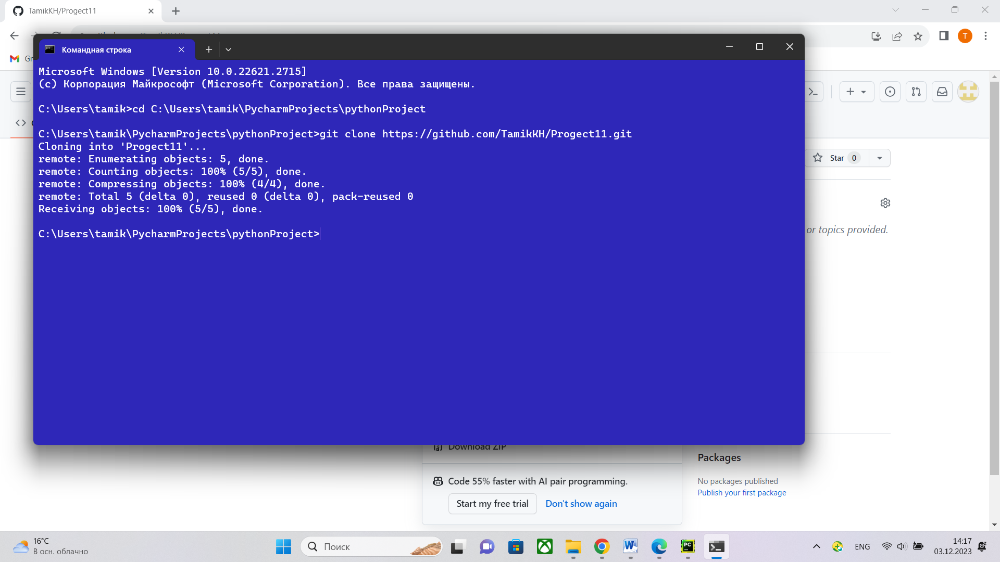 TamikKH/Progect11
Командная строка
Microsoft Windows [Version 10.0.22621.2715]
(c) Корпорация Майкрософт (Microsoft Corporation). Все права защищены.
C:\Users\tamik>cd C:\Users\tamik\PycharmProjects\pythonProject
C:\Users\tamik\PycharmProjects\pythonProject>git clone https://github.com/TamikKH/Progect11.git
Cloning into 'Progect11'...
remote: Enumerating objects: 5, done.
remote: Counting objects: 100% (5/5), done.
remote: Compressing objects: 100% (4/4), done.
remote: Total 5 (delta 0), reused 0 (delta 0), pack-reused 0
Receiving objects: 100% (5/5), done.
C:\Users\tamik\PycharmProjects\pythonProject>
T
Star 0
or topics provided.
Download ZIP
Code 55% faster with AI pair programming.
Start my free trial Don't show again
Packages
No packages published
Publish your first package
16°C
В осн. облачно
Поиск
PC
ENG
14:17
03.12.2023